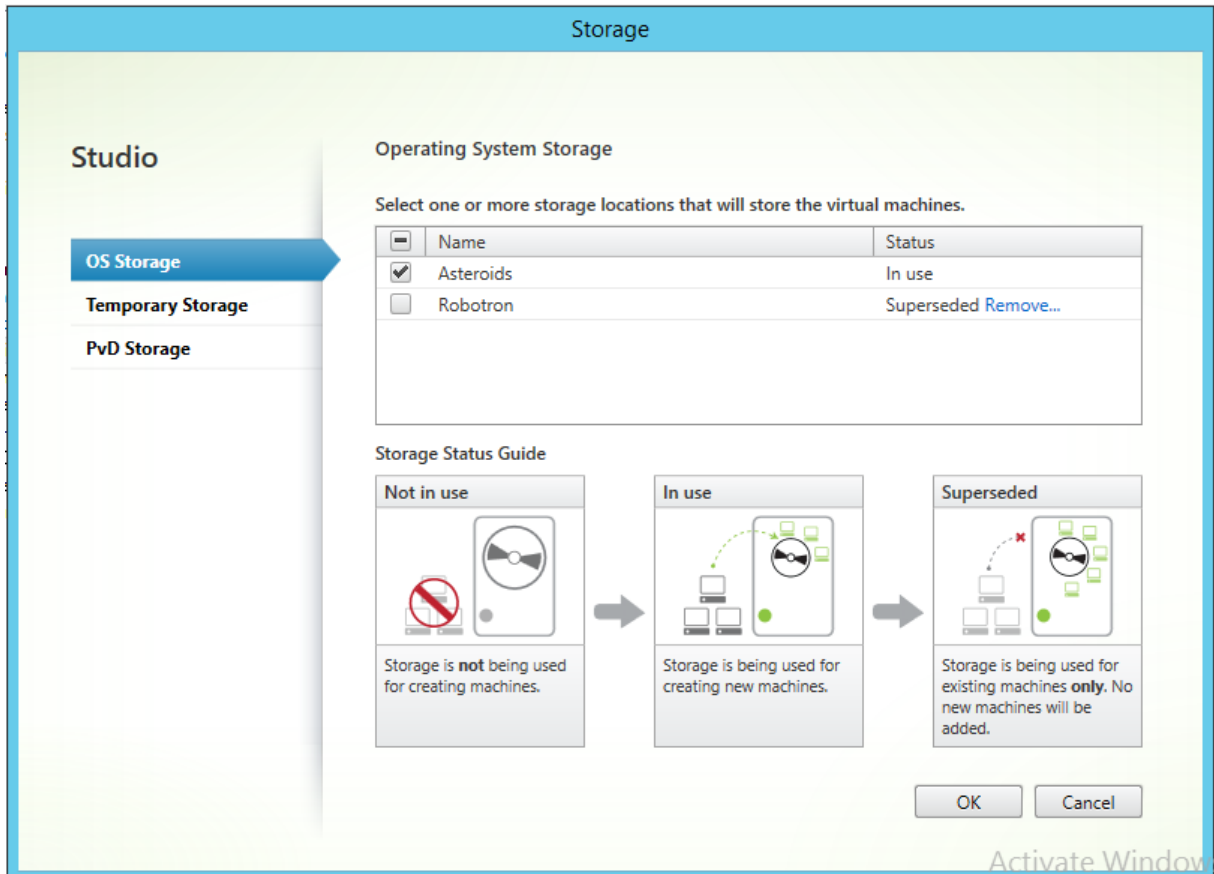 Storage
Studio
OS Storage
Temporary Storage
PvD Storage
Operating System Storage
Select one or more storage locations that will store the virtual machines.
Name Status
Asteroids In use
Robotron Superseded Remove...
Storage Status Guide
Not in use
Storage is not being used
for creating machines.
In use
Storage is being used for
creating new machines.
Superseded
Storage is being used for
existing machines only. No
new machines will be
added.
OK Cancel
Activate Window